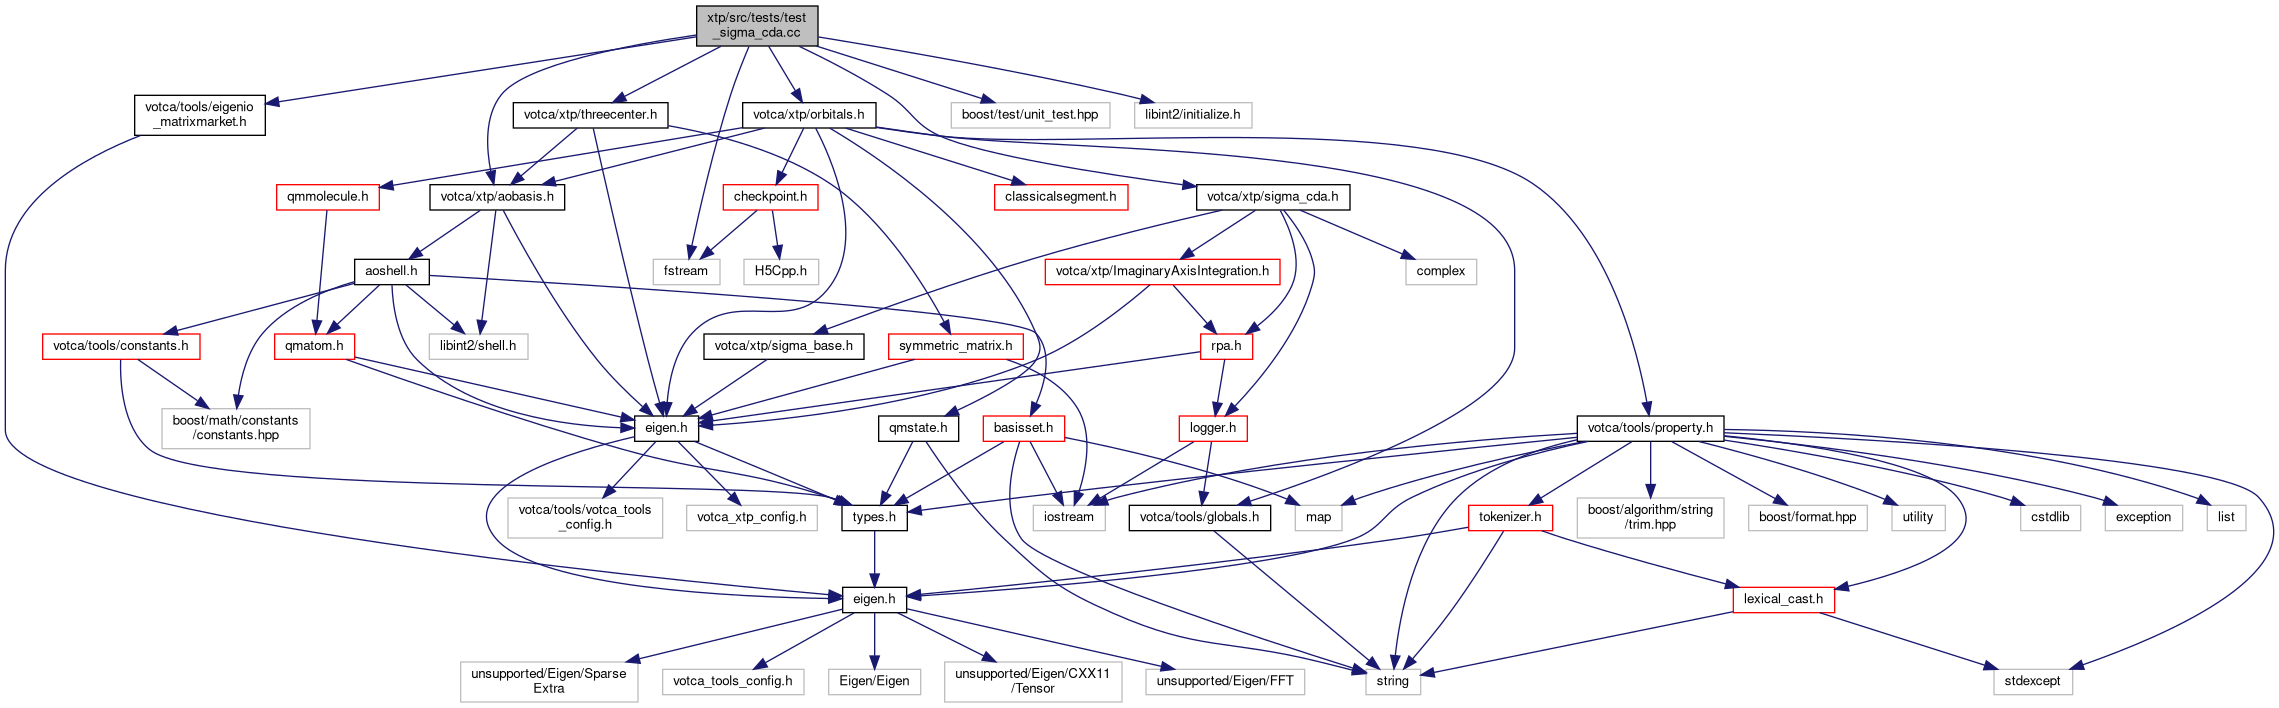 xtp/src/tests/test
_sigma_cda.cc
votca/tools/eigenio
_matrixmarket.h
votca/xtp/threecenter.h
votca/xtp/orbitals.h
boost/test/unit_test.hpp
libint2/initialize.h
qmmolecule.h
votca/xtp/aobasis.h
checkpoint.h
classicalsegment.h
votca/xtp/sigma_cda.h
aoshell.h
fstream
H5Cpp.h
votca/xtp/ImaginaryAxisIntegration.h
complex
votca/tools/constants.h
qmatom.h
libint2/shell.h
votca/xtp/sigma_base.h
symmetric_matrix.h
rpa.h
boost/math/constants
/constants.hpp
eigen.h
qmstate.h
basisset.h
logger.h
votca/tools/property.h
votca/tools/votca_tools
_config.h
votca_xtp_config.h
types.h
iostream
votca/tools/globals.h
map
tokenizer.h
boost/algorithm/string
/trim.hpp
boost/format.hpp
utility
cstdlib
exception
list
eigen.h
lexical_cast.h
unsupported/Eigen/Sparse
Extra
votca_tools_config.h
Eigen/Eigen
unsupported/Eigen/CXX11
/Tensor
unsupported/Eigen/FFT
string
stdexcept